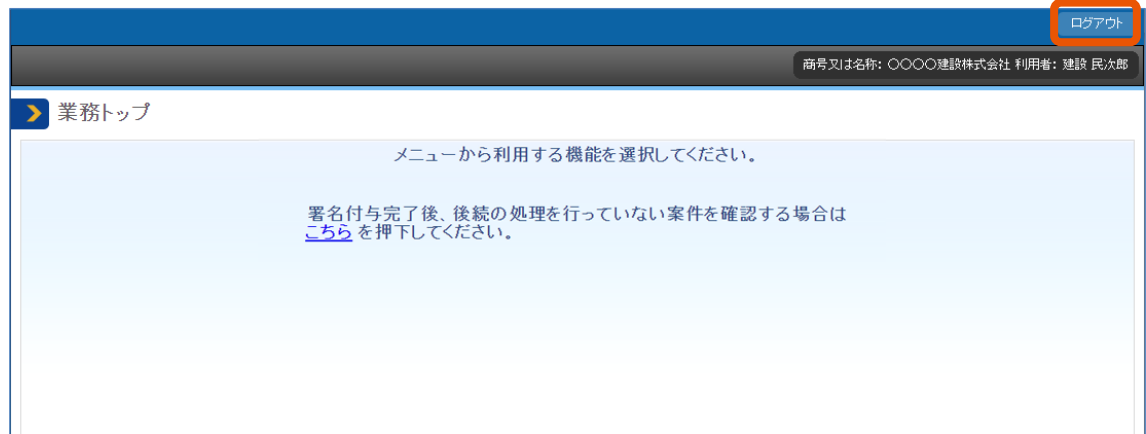 ログアウト
商号又は名称: 〇〇〇〇建設株式会社 利用者: 建設 民次郎
業務トップ
メニューから利用する機能を選択してください。
署名付与完了後、後続の処理を行っていない案件を確認する場合は
こちら を押下してください。